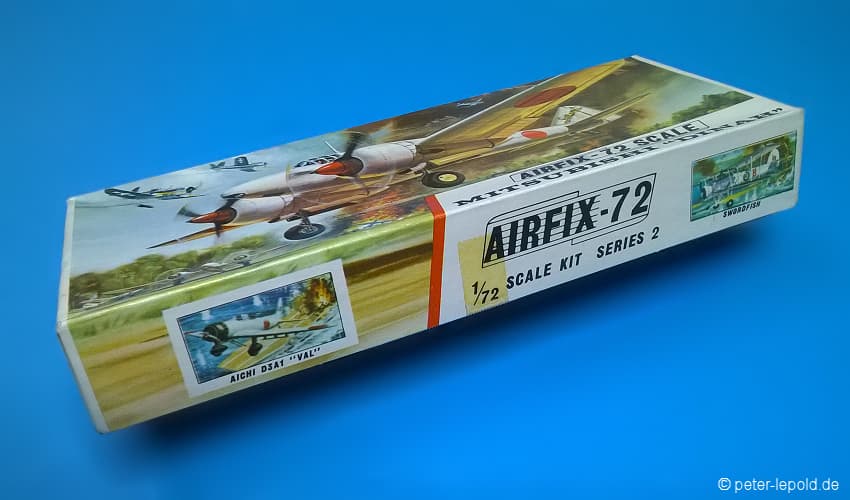 AIRFIX-72 SCALE
MITSUBISHI "DINAH"
AIRFIX-72
1/72 SCALE KIT SERIES 2
SWORDFISH
AICHI D3A1 "VAL"
© peter-lepold.de